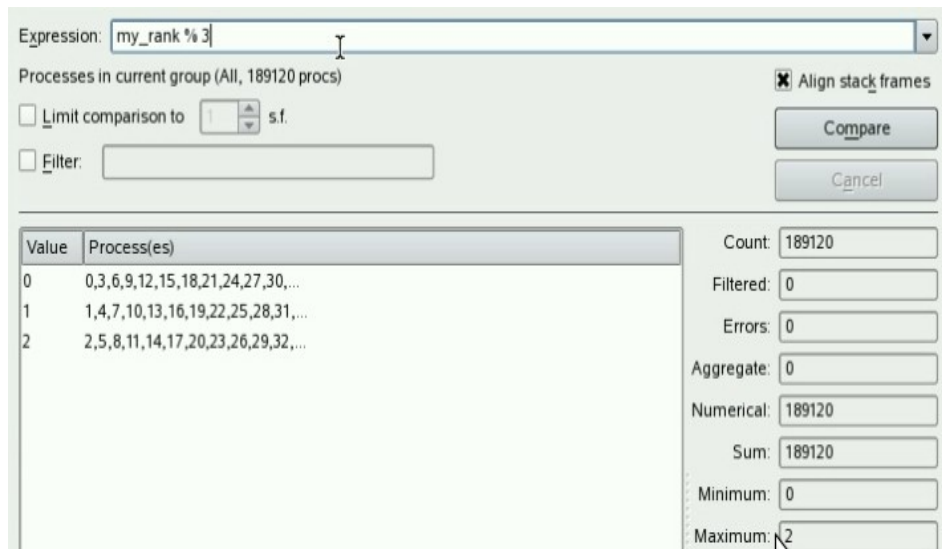 Expression: my_rank % 3
Processes in current group (All, 189120 procs)
Align stack frames
Limit comparison to 1 s.f.
Compare
Filter:
Cancel
Value Process(es)
0 0,3,6,9,12,15,18,21,24,27,30,...
1 1,4,7,10,13,16,19,22,25,28,31,...
2 2,5,8,11,14,17,20,23,26,29,32,...
Count: 189120
Filtered: 0
Errors: 0
Aggregate: 0
Numerical: 189120
Sum: 189120
Minimum: 0
Maximum: 2